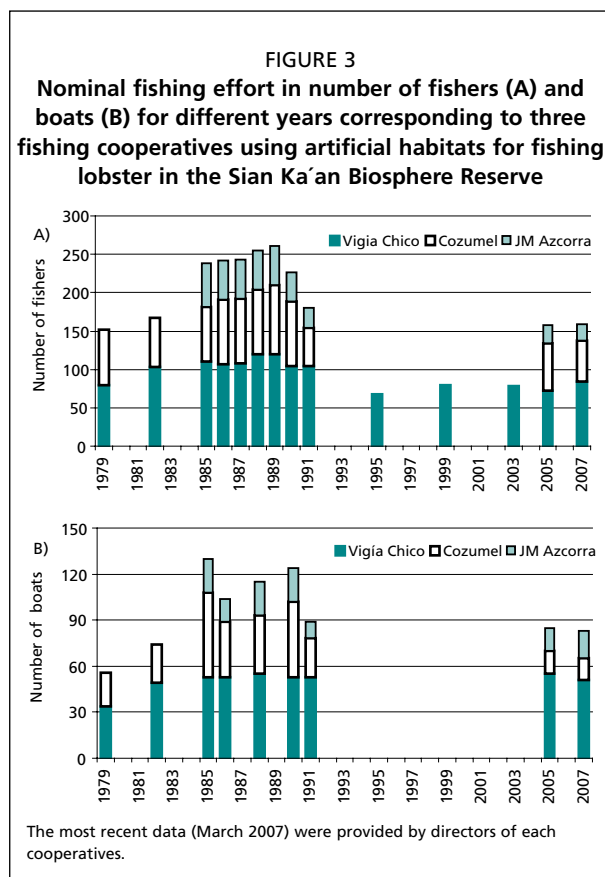 FIGURE 3
Nominal fishing effort in number of fishers (A) and
boats (B) for different years corresponding to three
fishing cooperatives using artificial habitats for fishing
lobster in the Sian Ka´an Biosphere Reserve
A)
Vigia Chico Cozumel JM Azcorra
Number of fishers
300
250
200
150
100
50
0
1979 1981 1983 1985 1987 1989 1991 1993 1995 1997 1999 2001 2003 2005 2007
B)
Vigía Chico Cozumel JM Azcorra
Number of boats
150
120
90
60
30
0
1979 1981 1983 1985 1987 1989 1991 1993 1995 1997 1999 2001 2003 2005 2007
The most recent data (March 2007) were provided by directors of each
cooperatives.